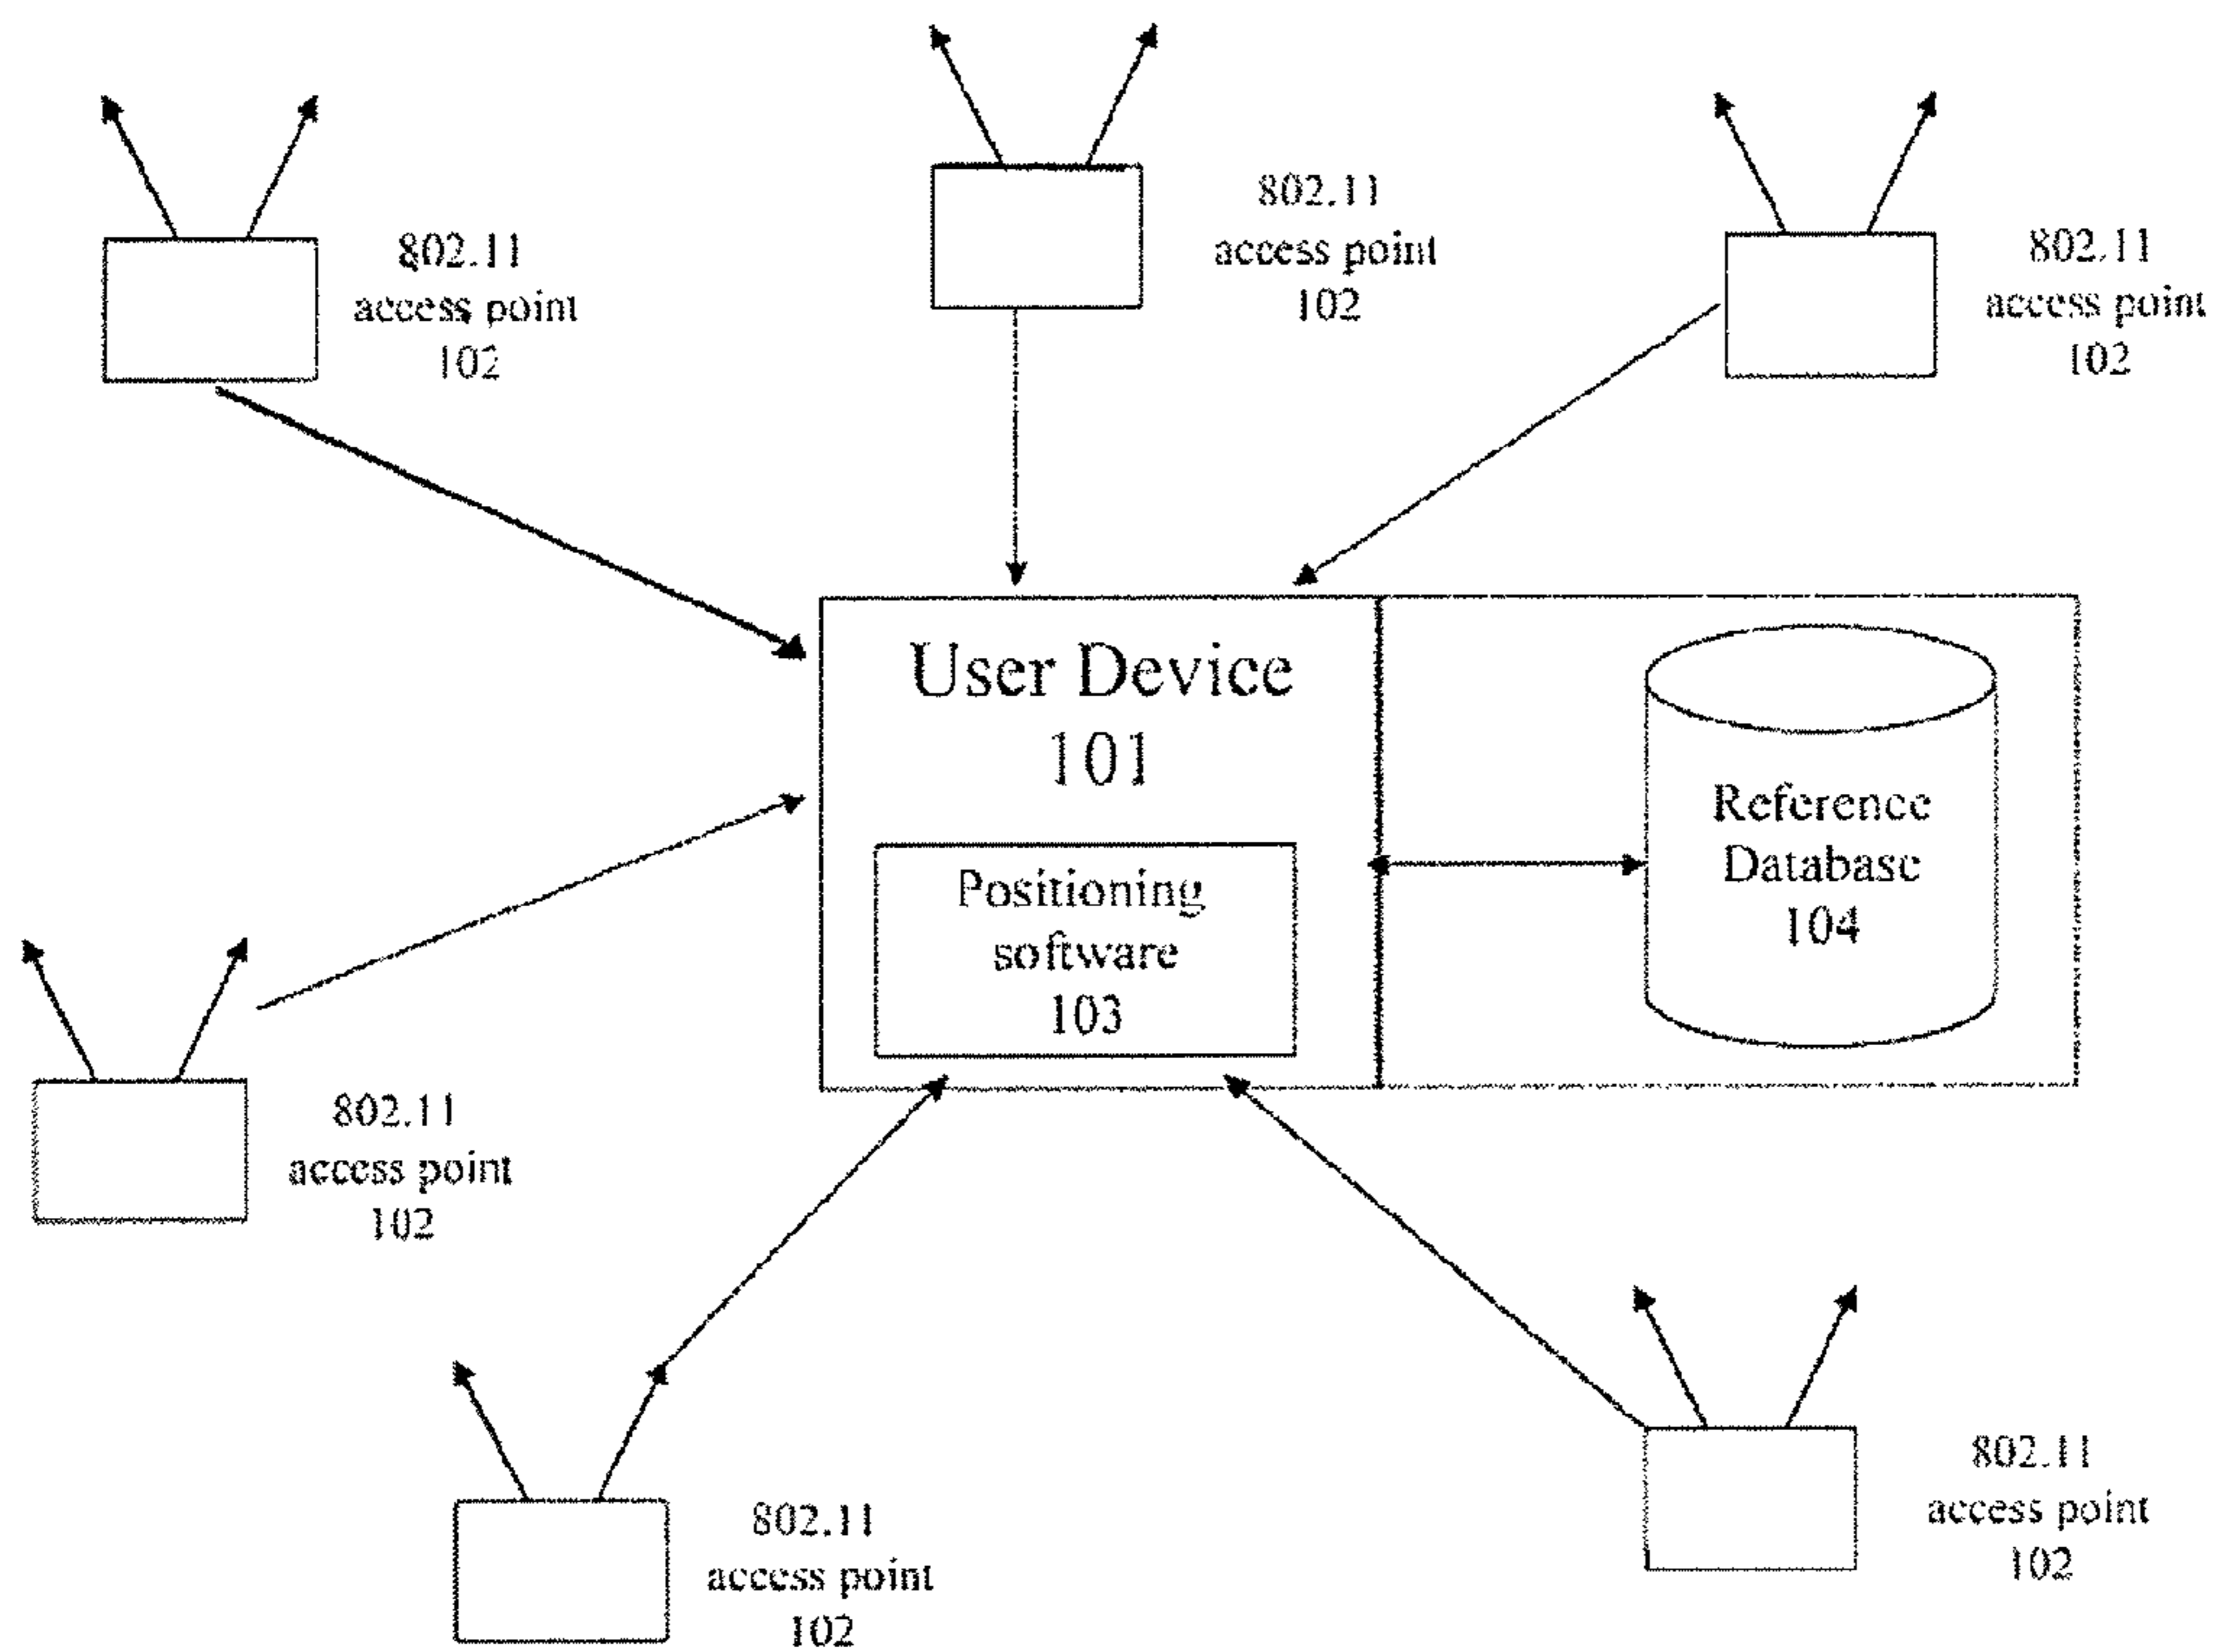 802.11
access point
102
802.11
access point
102
802.11
access point
102
User Device
101
Positioning
software
103
Reference
Database
104
802.11
access point
102
802.11
access point
102
802.11
access point
102